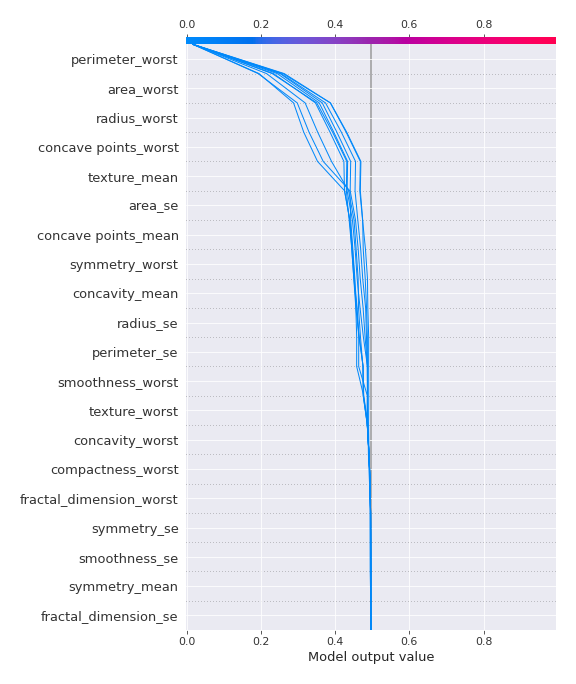 0.0 0.2 0.4 0.6 0.8
perimeter_worst
area_worst
radius_worst
concave points_worst
texture_mean
area_se
concave points_mean
symmetry_worst
concavity_mean
radius_se
perimeter_se
smoothness_worst
texture_worst
concavity_worst
compactness_worst
fractal_dimension_worst
symmetry_se
smoothness_se
symmetry_mean
fractal_dimension_se
0.0 0.2 0.4 0.6 0.8
Model output value